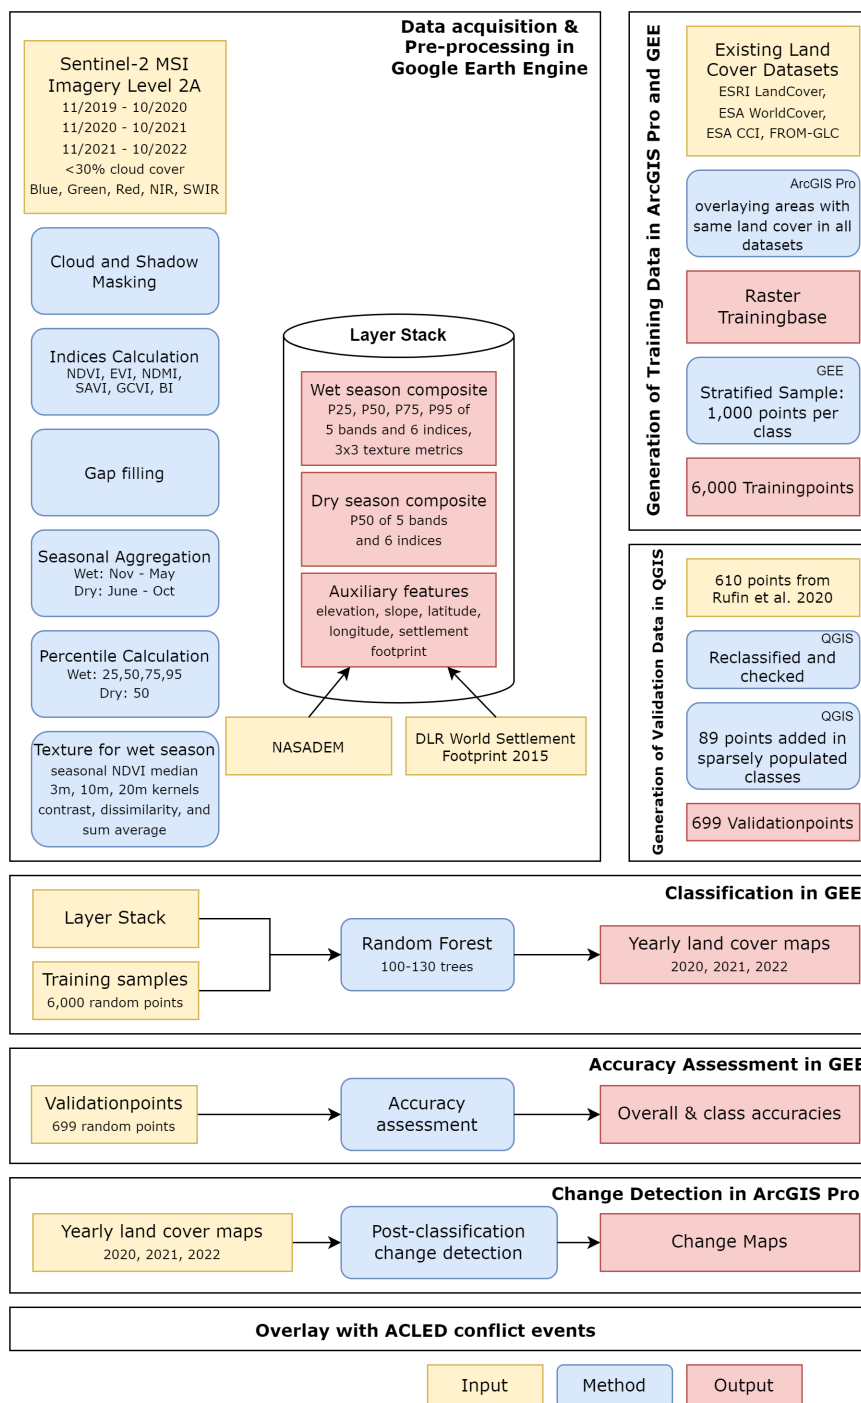 Data acquisition &
Pre-processing in
Google Earth Engine
Sentinel-2 MSI
Imagery Level 2A
11/2019 - 10/2020
11/2020 - 10/2021
11/2021 - 10/2022
<30% cloud cover
Blue, Green, Red, NIR, SWIR
Cloud and Shadow
Masking
Indices Calculation
NDVI, EVI, NDMI,
SAVI, GCVI, BI
Gap filling
Seasonal Aggregation
Wet: Nov - May
Dry: June - Oct
Percentile Calculation
Wet: 25,50,75,95
Dry: 50
Texture for wet season
seasonal NDVI median
3m, 10m, 20m kernels
contrast, dissimilarity, and
sum average
Layer Stack
Wet season composite
P25, P50, P75, P95 of
5 bands and 6 indices,
3x3 texture metrics
Dry season composite
P50 of 5 bands
and 6 indices
Auxiliary features
elevation, slope, latitude,
longitude, settlement
footprint
NASADEM
DLR World Settlement
Footprint 2015
Generation of Training Data in ArcGIS Pro and GEE
Existing Land
Cover Datasets
ESRI LandCover,
ESA WorldCover,
ESA CCI, FROM-GLC
ArcGIS Pro
overlaying areas with
same land cover in all
datasets
Raster
Trainingbase
GEE
Stratified Sample:
1,000 points per
class
6,000 Trainingpoints
Generation of Validation Data in QGIS
610 points from
Rufin et al. 2020
QGIS
Reclassified and
checked
QGIS
89 points added in
sparsely populated
classes
699 Validationpoints
Classification in GEE
Layer Stack
Training samples
6,000 random points
Random Forest
100-130 trees
Yearly land cover maps
2020, 2021, 2022
Accuracy Assessment in GEE
Validationpoints
699 random points
Accuracy
assessment
Overall & class accuracies
Change Detection in ArcGIS Pro
Yearly land cover maps
2020, 2021, 2022
Post-classification
change detection
Change Maps
Overlay with ACLED conflict events
Input
Method
Output